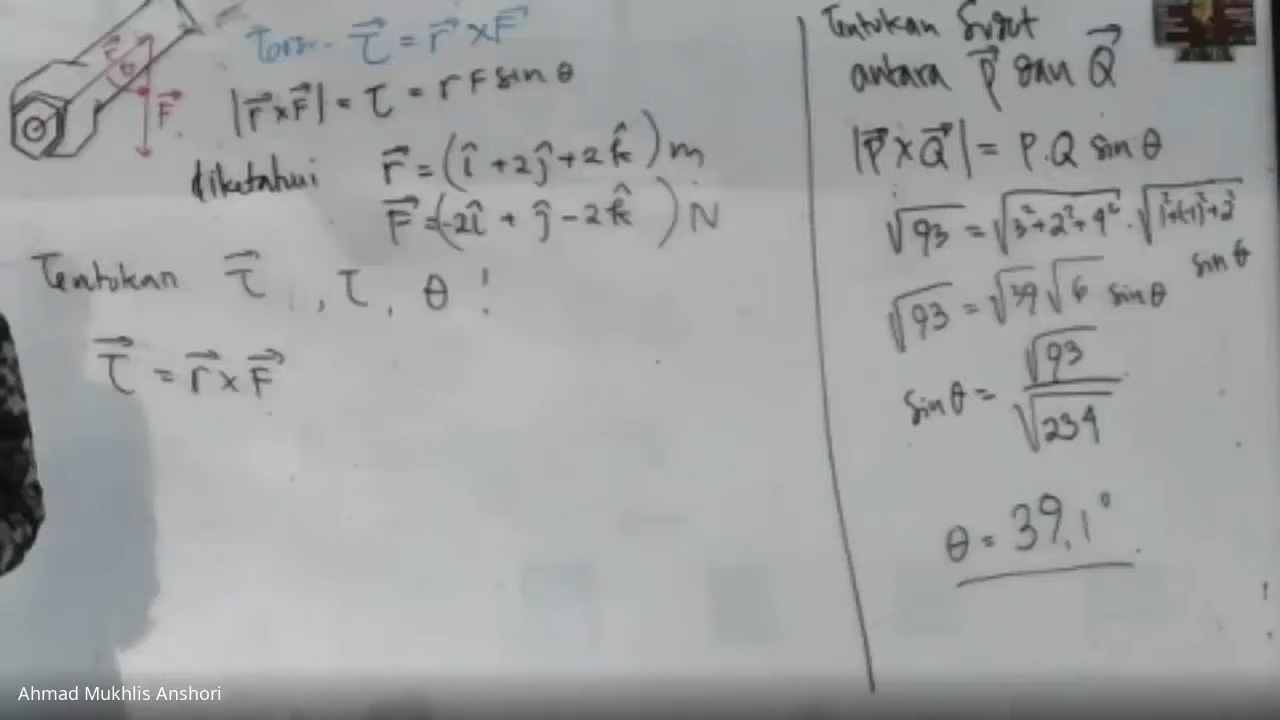 Torsi - τ⃗ = r⃗ × F⃗
|r⃗ × F⃗| = τ = r F sin θ
r⃗
θ
F⃗
diketahui r⃗ = (î + 2ĵ + 2k̂) m
F⃗ = (-2î + ĵ - 2k̂) N
Tentukan τ⃗, τ, θ !
τ⃗ = r⃗ × F⃗
Tentukan Sudut
antara P⃗ dan Q⃗
|P⃗ × Q⃗| = P.Q sin θ
√93 = √3²+2²+4² . √1²+(-1)²+2²
sin θ
√93 = √39 √6 sin θ
sin θ = √93 / √234
θ = 39,1°
Ahmad Mukhlis Anshori